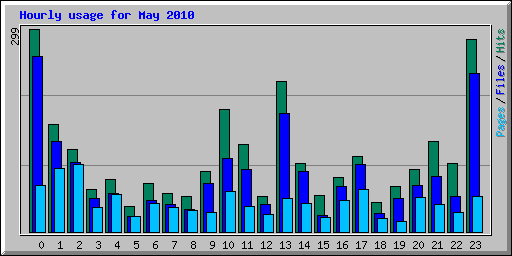 Hourly usage for May 2010
299
Pages / Files / Hits
0 1 2 3 4 5 6 7 8 9 10 11 12 13 14 15 16 17 18 19 20 21 22 23